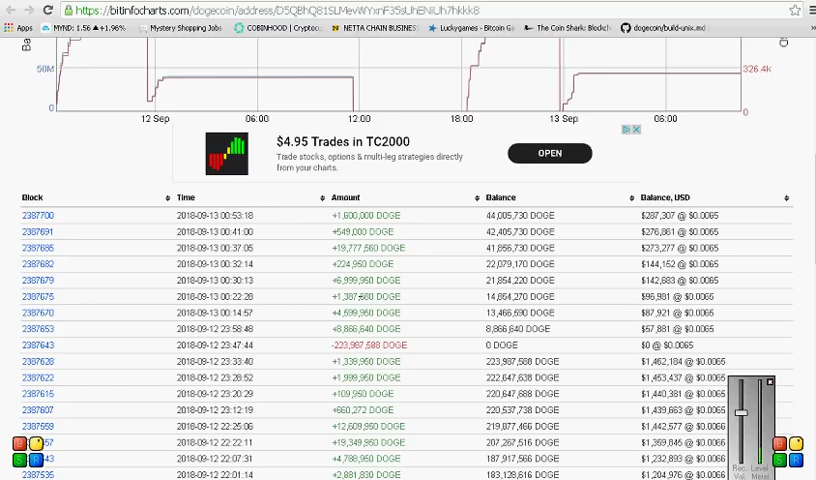 https://bitinfocharts.com/dogecoin/address/D5QBhQ81SLMevWYxnF35sUhENiUh7hkkk8
Apps MYND: 1.56 ▲+1.96% Mystery Shopping Jobs COBINHOOD | Cryptoc NETTA CHAIN BUSINES Luckygames - Bitcoin Ga The Coin Shark: Blockch dogecoin/build-unix.md
50M 326.4k
0 0
12 Sep 06:00 12:00 18:00 13 Sep 06:00
$4.95 Trades in TC2000
Trade stocks, options & multi-leg strategies directly
from your charts.
OPEN
Block Time Amount Balance Balance, USD
2387700 2018-09-13 00:53:18 +1,600,000 DOGE 44,005,730 DOGE $287,307 @ $0.0065
2387691 2018-09-13 00:41:00 +549,000 DOGE 42,405,730 DOGE $276,861 @ $0.0065
2387685 2018-09-13 00:37:05 +19,777,560 DOGE 41,856,730 DOGE $273,277 @ $0.0065
2387682 2018-09-13 00:32:14 +224,950 DOGE 22,079,170 DOGE $144,152 @ $0.0065
2387679 2018-09-13 00:30:13 +6,999,950 DOGE 21,854,220 DOGE $142,683 @ $0.0065
2387675 2018-09-13 00:22:28 +1,387,580 DOGE 14,854,270 DOGE $96,981 @ $0.0065
2387670 2018-09-13 00:14:57 +4,599,950 DOGE 13,466,690 DOGE $87,921 @ $0.0065
2387653 2018-09-12 23:58:48 +8,866,640 DOGE 8,866,640 DOGE $57,881 @ $0.0065
2387643 2018-09-12 23:47:44 -223,987,588 DOGE 0 DOGE $0 @ $0.0065
2387628 2018-09-12 23:33:40 +1,339,950 DOGE 223,987,588 DOGE $1,462,184 @ $0.0065
2387622 2018-09-12 23:28:52 +1,999,950 DOGE 222,647,638 DOGE $1,453,437 @ $0.0065
2387615 2018-09-12 23:20:29 +109,950 DOGE 220,647,688 DOGE $1,440,381 @ $0.0065
2387607 2018-09-12 23:12:19 +660,272 DOGE 220,537,738 DOGE $1,439,663 @ $0.0065
2387559 2018-09-12 22:25:06 +12,609,950 DOGE 219,877,466 DOGE $1,442,577 @ $0.0065
57 2018-09-12 22:22:11 +19,349,950 DOGE 207,267,516 DOGE $1,359,845 @ $0.0065
43 2018-09-12 22:07:31 +4,788,950 DOGE 187,917,566 DOGE $1,232,893 @ $0.0065
2387535 2018-09-12 22:01:14 +2,881,830 DOGE 183,128,616 DOGE $1,204,976 @ $0.0065
Rec. Level
Vol. Meter